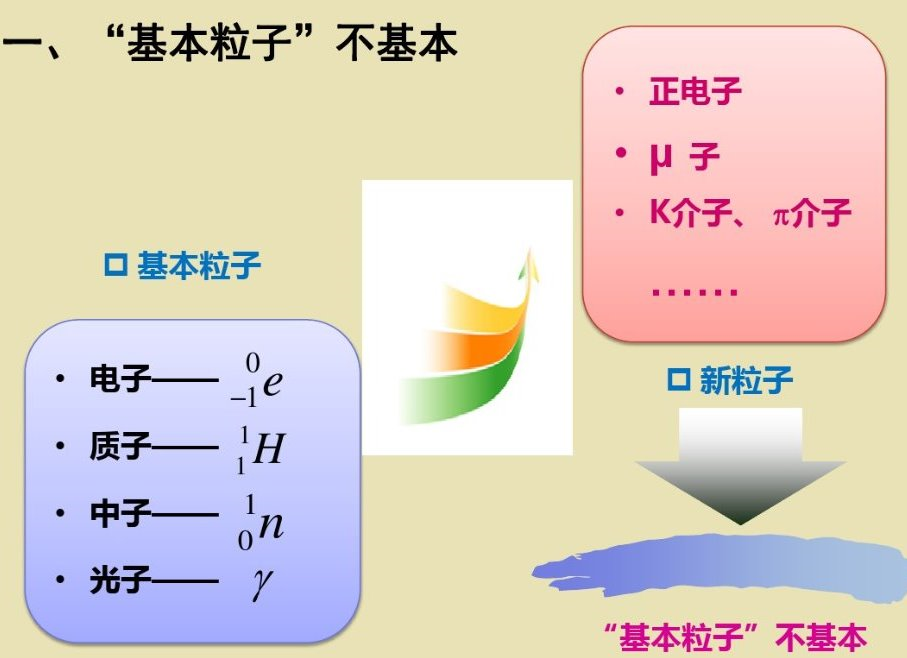 一、“基本粒子”不基本
□ 基本粒子
• 电子—— ⁰₋₁e
• 质子—— ¹₁H
• 中子—— ¹₀n
• 光子—— γ
• 正电子
• μ 子
• K介子、π介子
……
□ 新粒子
“基本粒子”不基本